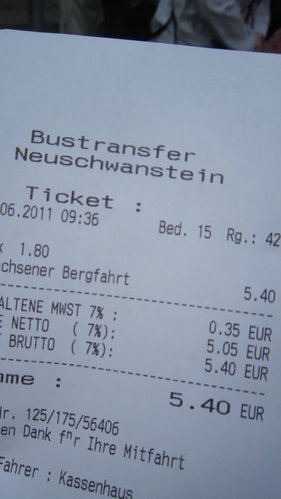 Bustransfer
Neuschwanstein
Ticket :
.06.2011 09:36 Bed. 15 Rg.: 42
x 1.80
chsener Bergfahrt 5.40
ALTENE MWST 7% : 0.35 EUR
E NETTO ( 7%): 5.05 EUR
E BRUTTO ( 7%): 5.40 EUR
mme : 5.40 EUR
Nr. 125/175/56406
en Dank f"r Ihre Mitfahrt
Fahrer : Kassenhaus